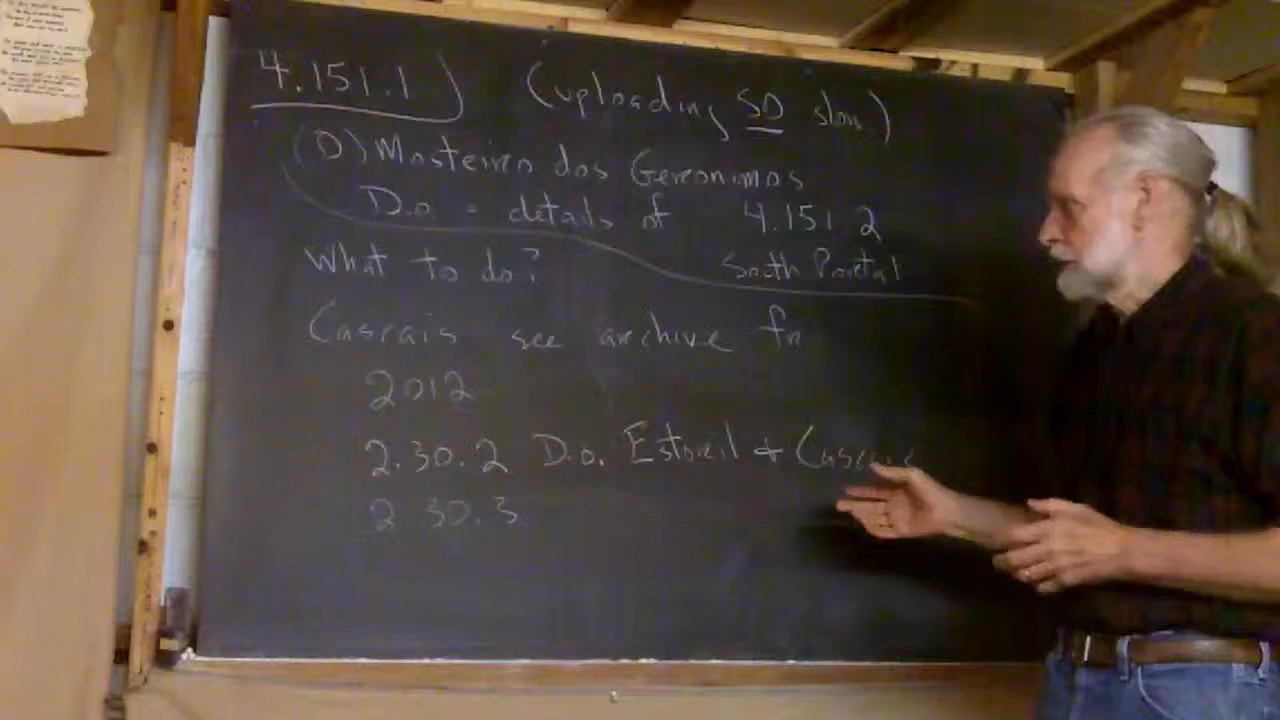 4.151.1) (uploading SD slow)
(D) Mosteiro dos Geronimos
D.o. = details of 4.151.2
South Portal
What to do?
Cascais see archive fn
2012
2.30.2 D.o. Estoril + Cascais
2 30.3